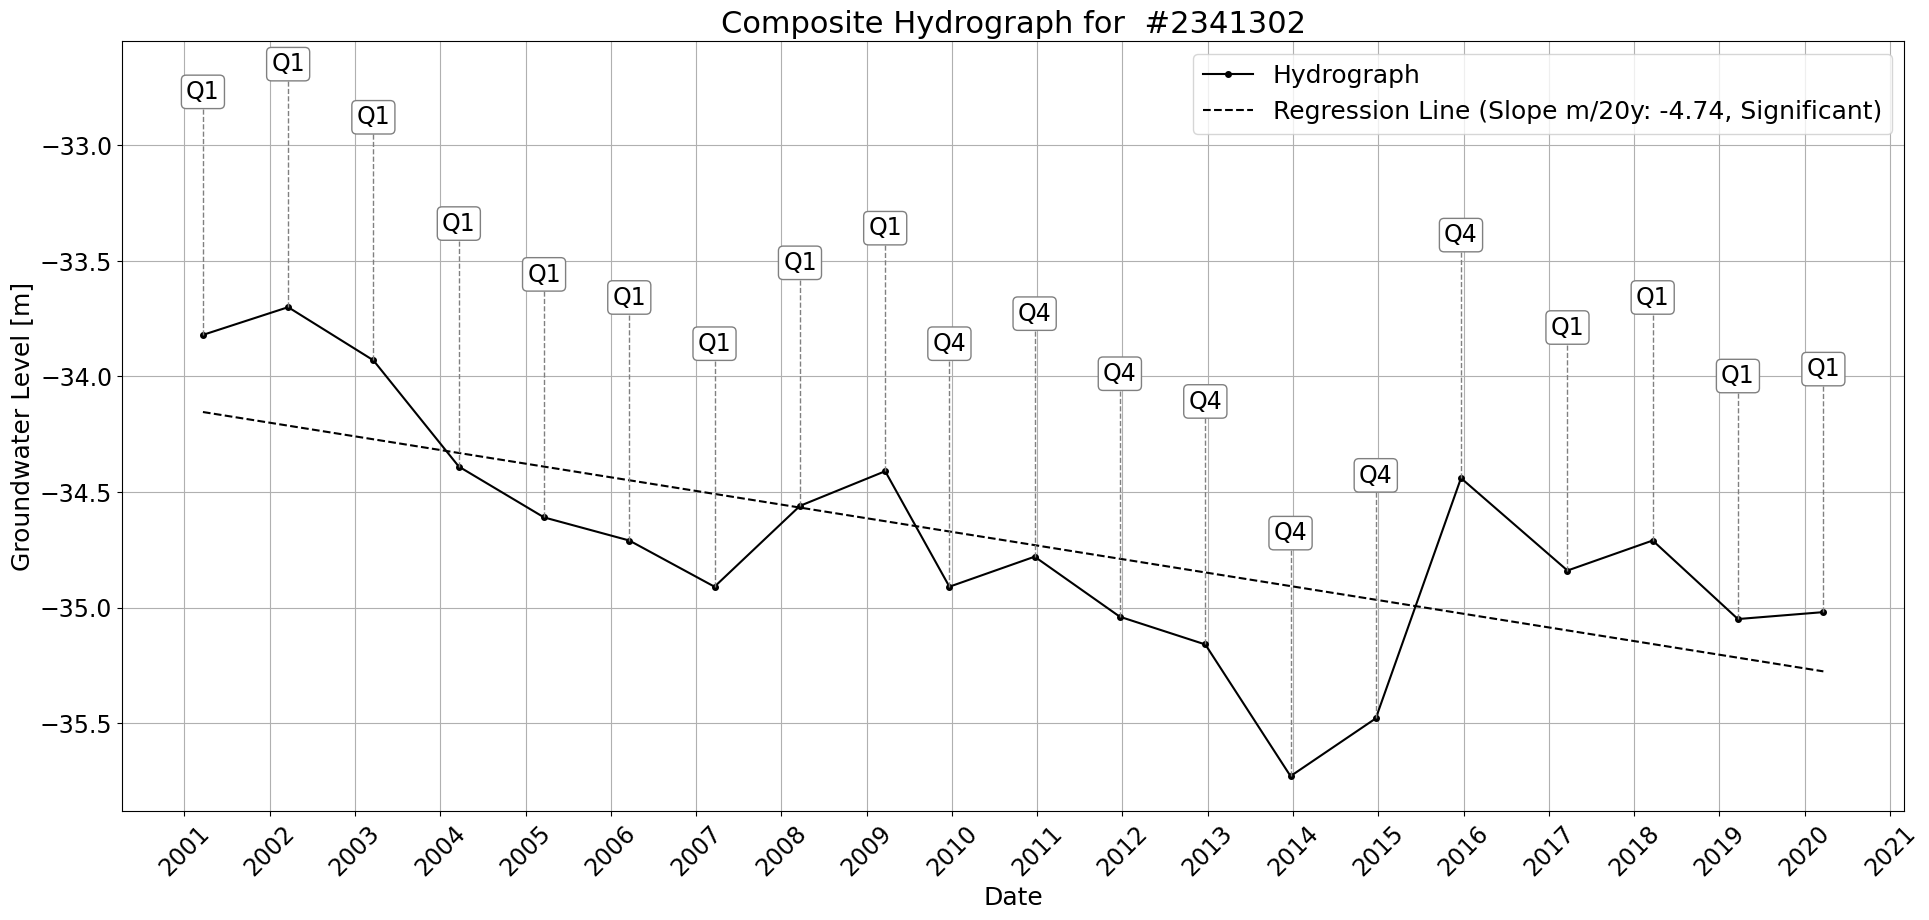 Composite Hydrograph for  #2341302
Hydrograph
Regression Line (Slope m/20y: -4.74, Significant)
Q1
Q1
Q1
Q1
Q1
Q1
Q1
Q1
Q1
Q4
Q4
Q4
Q4
Q4
Q4
Q4
Q1
Q1
Q1
Q1
Groundwater Level [m]
−33.0
−33.5
−34.0
−34.5
−35.0
−35.5
2001
2002
2003
2004
2005
2006
2007
2008
2009
2010
2011
2012
2013
2014
2015
2016
2017
2018
2019
2020
2021
Date